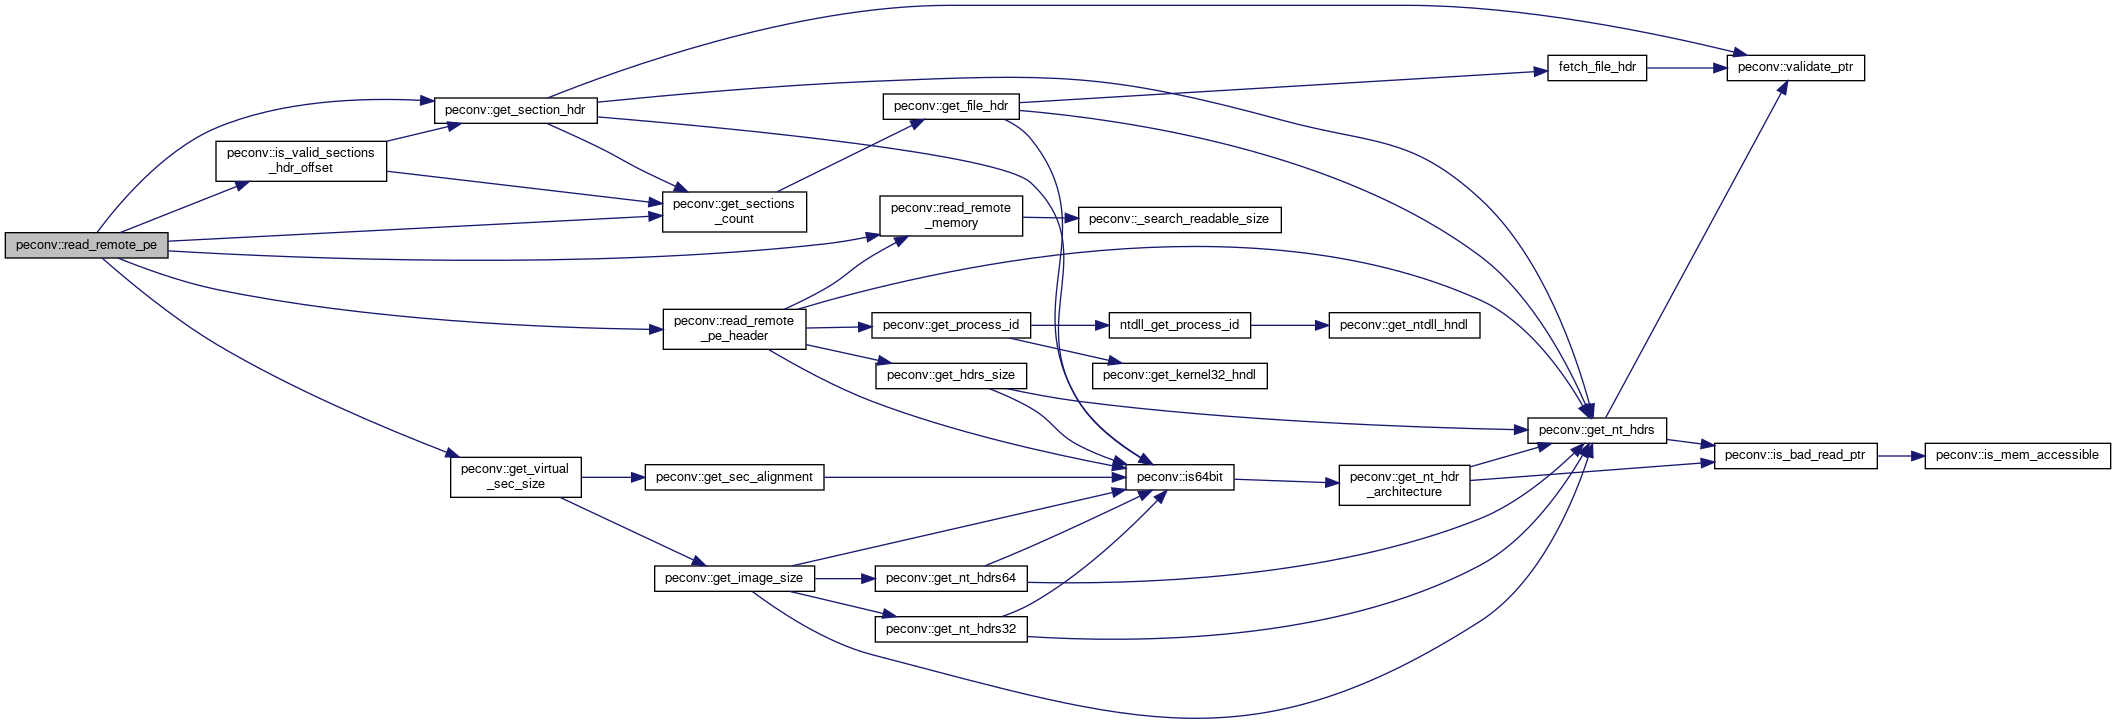 peconv::read_remote_pe
peconv::is_valid_sections
_hdr_offset
peconv::get_section_hdr
peconv::get_virtual
_sec_size
peconv::get_sections
_count
peconv::read_remote
_pe_header
peconv::get_sec_alignment
peconv::get_image_size
peconv::get_file_hdr
peconv::read_remote
_memory
peconv::get_process_id
peconv::get_hdrs_size
peconv::get_nt_hdrs64
peconv::get_nt_hdrs32
peconv::_search_readable_size
ntdll_get_process_id
peconv::get_kernel32_hndl
peconv::is64bit
peconv::get_ntdll_hndl
peconv::get_nt_hdr
_architecture
fetch_file_hdr
peconv::get_nt_hdrs
peconv::validate_ptr
peconv::is_bad_read_ptr
peconv::is_mem_accessible